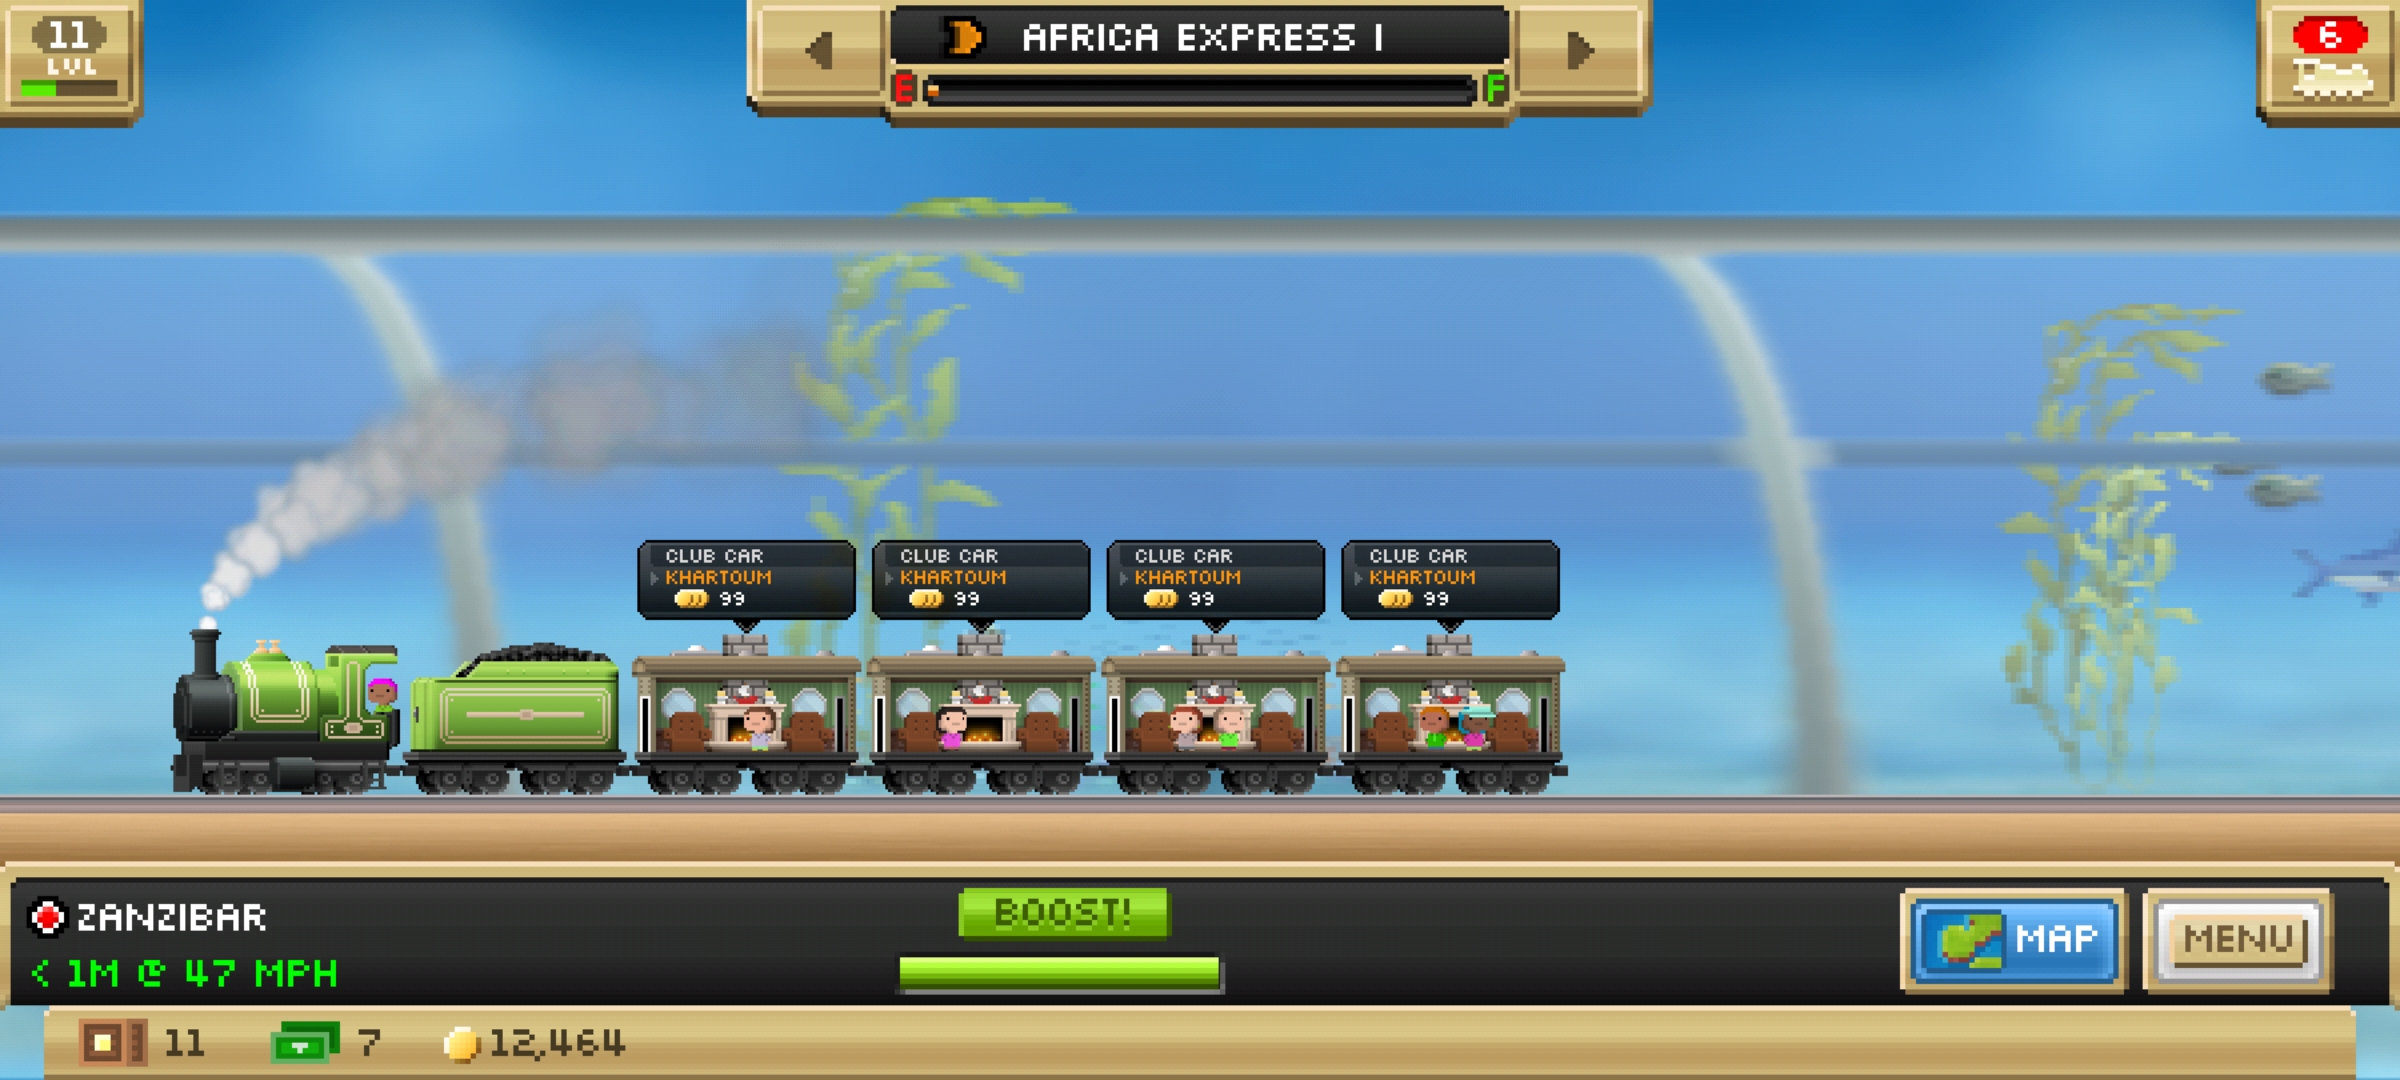 11
LVL
AFRICA EXPRESS I
E F
6
CLUB CAR
KHARTOUM
99
CLUB CAR
KHARTOUM
99
CLUB CAR
KHARTOUM
99
CLUB CAR
KHARTOUM
99
ZANZIBAR
< 1M @ 47 MPH
BOOST!
MAP
MENU
11
7
12,464